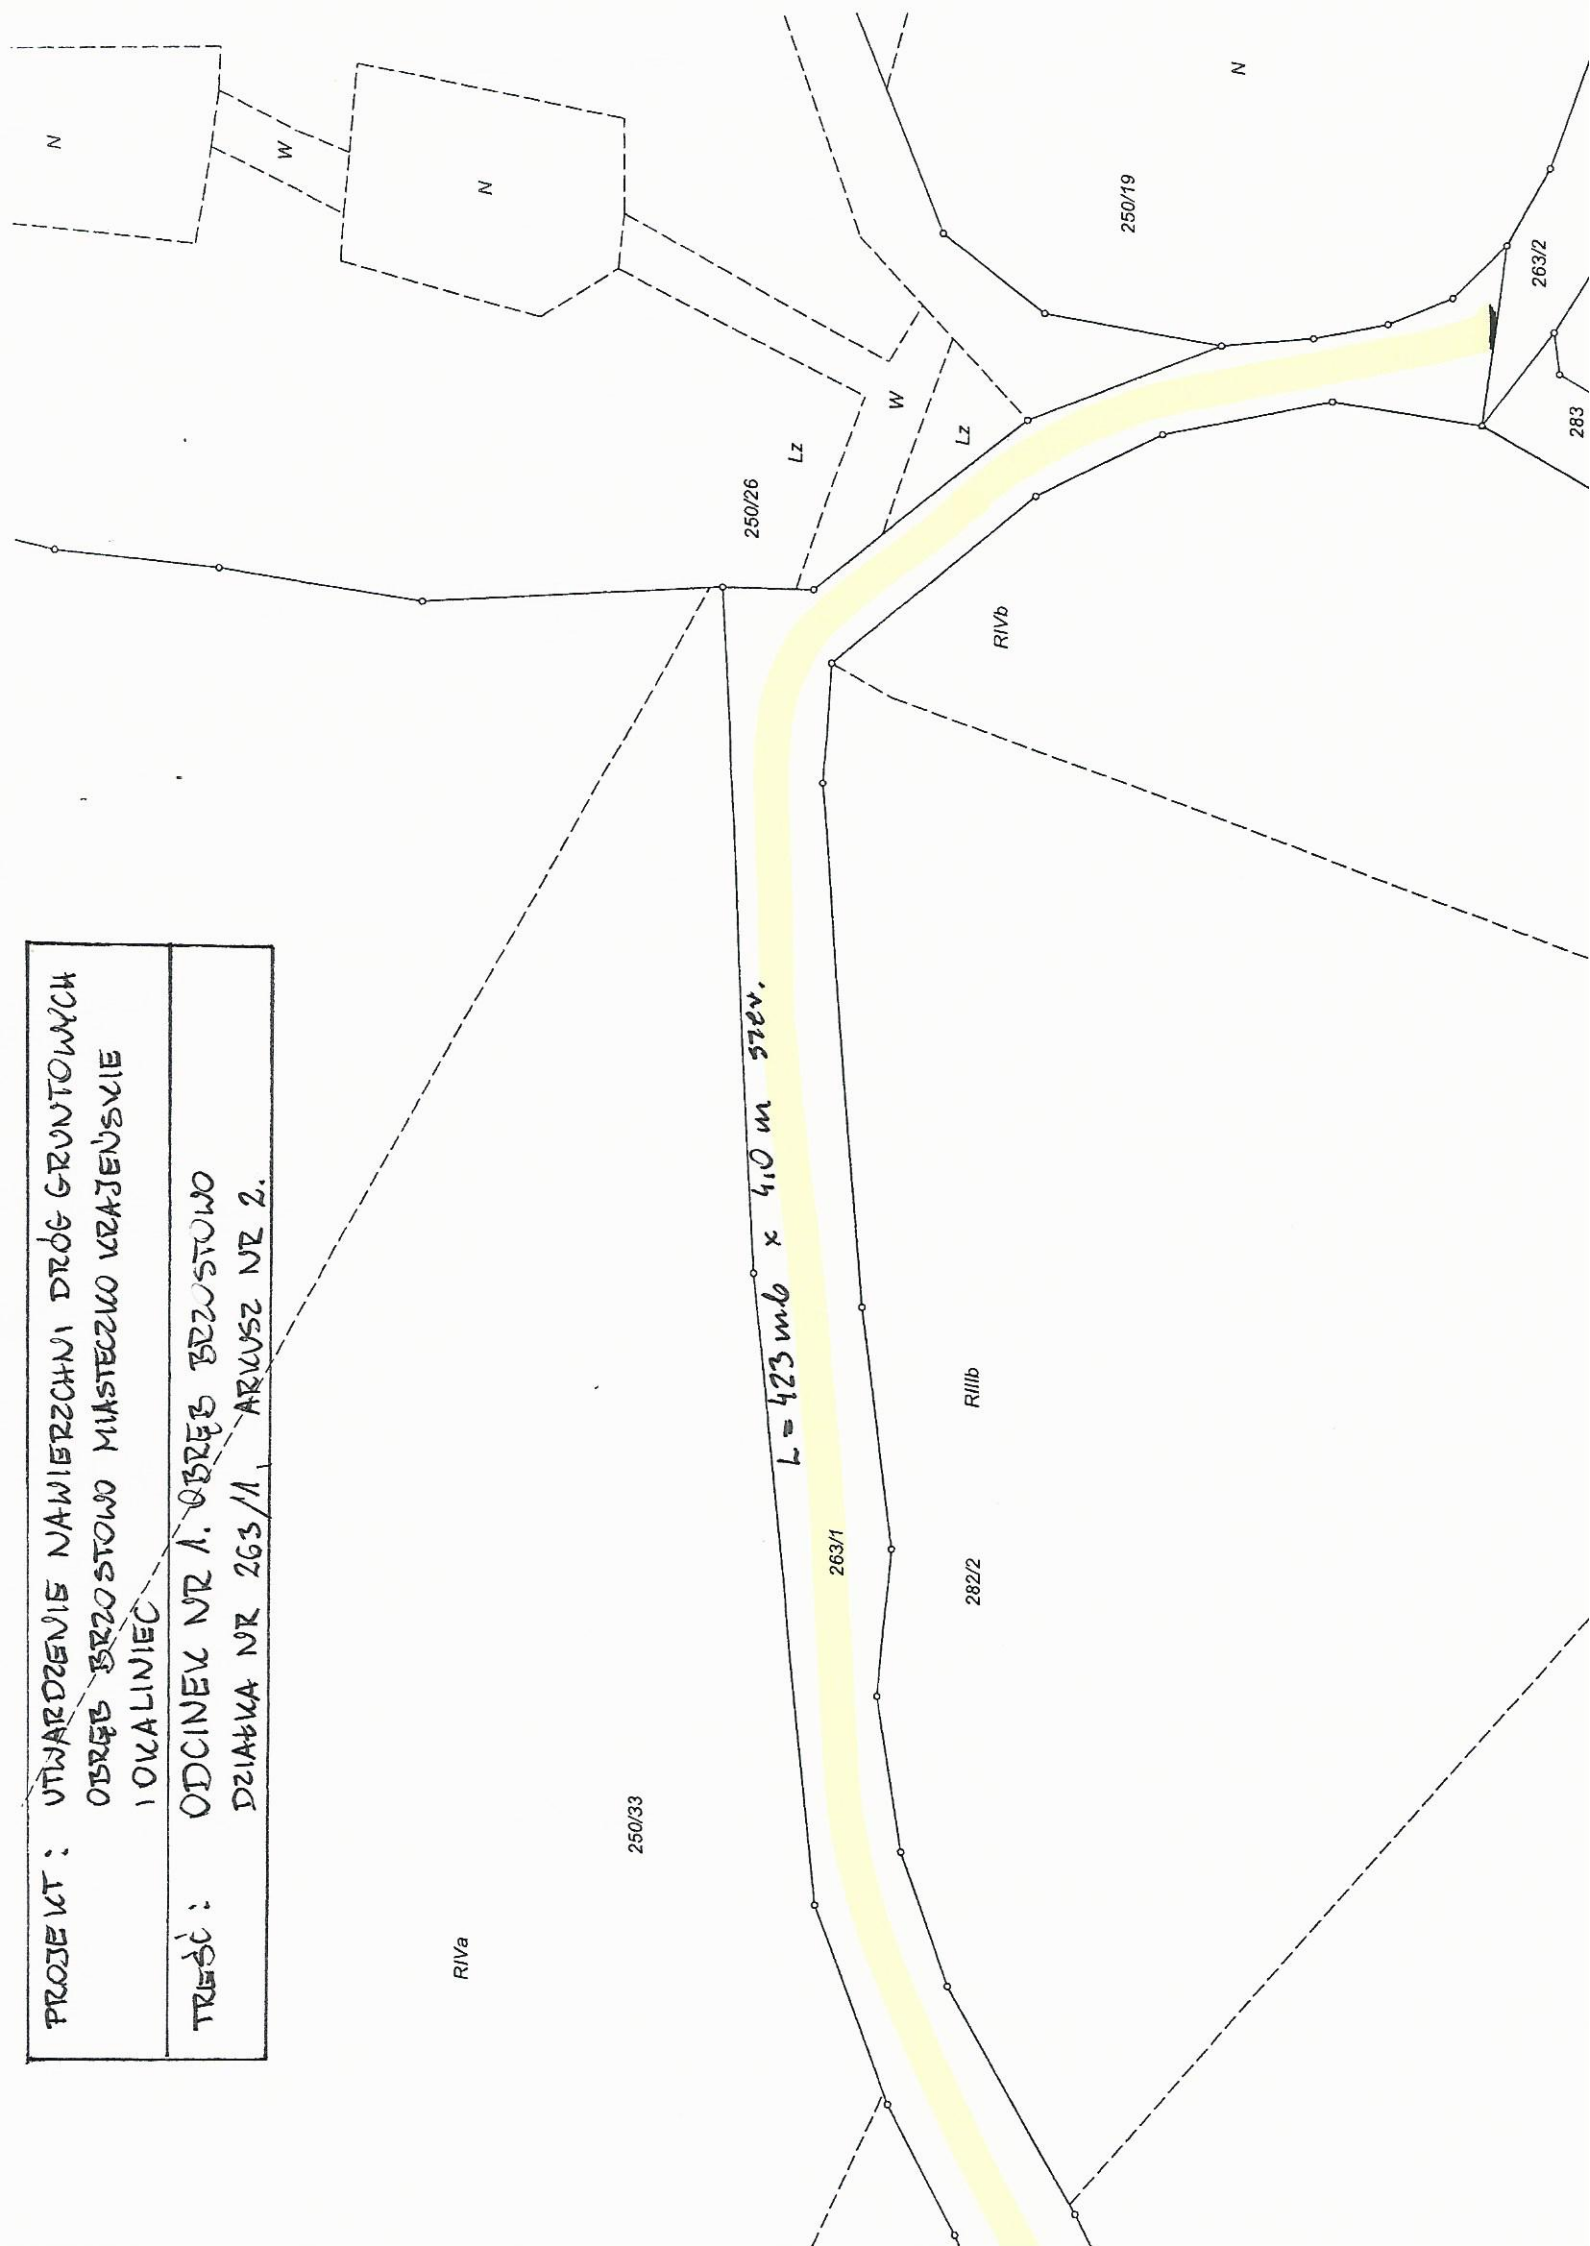 PROJEKT : UTWARDZENIE NAWIERZCHNI DRÓG GRUNTOWYCH
OBRĘB BRZOSTOWO MIASTECZKO KRAJEŃSKIE
I OKALINIEC
TREŚĆ : ODCINEK NR 1. OBRĘB BRZOSTOWO
DZIAŁKA NR 263/1, ARKUSZ NR 2.
N
W
N
RIVa
250/33
250/26
Lz
L = 423 mb x 4,0 m szer.
263/1
W
Lz
282/2
RIIIb
RIVb
250/19
N
263/2
283